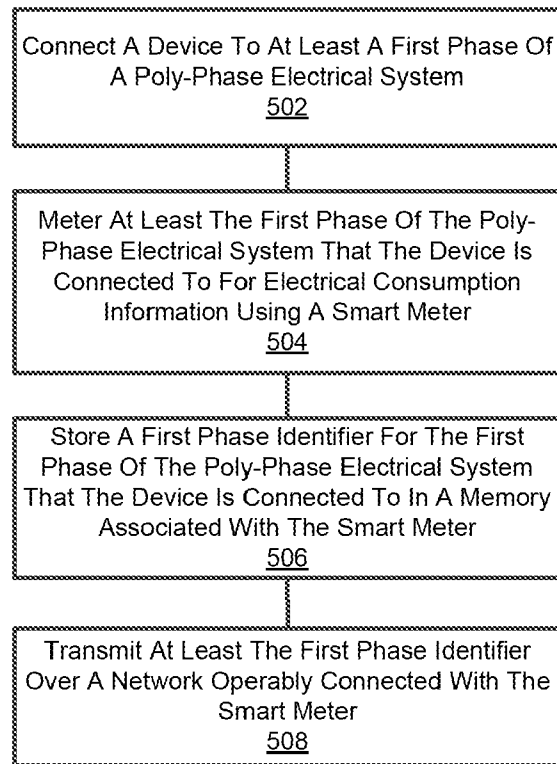 Connect A Device To At Least A First Phase Of
A Poly-Phase Electrical System
502
Meter At Least The First Phase Of The Poly-
Phase Electrical System That The Device Is
Connected To For Electrical Consumption
Information Using A Smart Meter
504
Store A First Phase Identifier For The First
Phase Of The Poly-Phase Electrical System
That The Device Is Connected To In A Memory
Associated With The Smart Meter
506
Transmit At Least The First Phase Identifier
Over A Network Operably Connected With The
Smart Meter
508